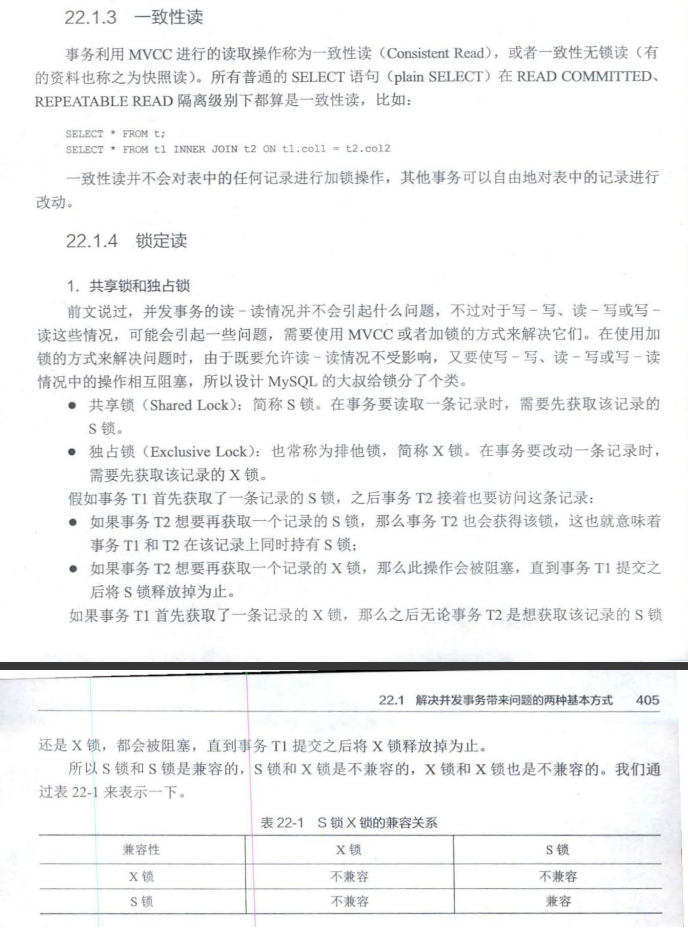 22.1.3 一致性读
事务利用 MVCC 进行的读取操作称为一致性读（Consistent Read），或者一致性无锁读（有
的资料也称之为快照读）。所有普通的 SELECT 语句（plain SELECT）在 READ COMMITTED、
REPEATABLE READ 隔离级别下都算是一致性读，比如：
SELECT * FROM t;
SELECT * FROM t1 INNER JOIN t2 ON t1.col1 = t2.col2
一致性读并不会对表中的任何记录进行加锁操作，其他事务可以自由地对表中的记录进行
改动。
22.1.4 锁定读
1. 共享锁和独占锁
前文说过，并发事务的读－读情况并不会引起什么问题，不过对于写－写、读－写或写－
读这些情况，可能会引起一些问题，需要使用 MVCC 或者加锁的方式来解决它们。在使用加
锁的方式来解决问题时，由于既要允许读－读情况不受影响，又要使写－写、读－写或写－读
情况中的操作相互阻塞，所以设计 MySQL 的大叔给锁分了个类。
● 共享锁（Shared Lock）：简称 S 锁。在事务要读取一条记录时，需要先获取该记录的
S 锁。
● 独占锁（Exclusive Lock）：也常称为排他锁，简称 X 锁。在事务要改动一条记录时，
需要先获取该记录的 X 锁。
假如事务 T1 首先获取了一条记录的 S 锁，之后事务 T2 接着也要访问这条记录：
● 如果事务 T2 想要再获取一个记录的 S 锁，那么事务 T2 也会获得该锁，这也就意味着
事务 T1 和 T2 在该记录上同时持有 S 锁；
● 如果事务 T2 想要再获取一个记录的 X 锁，那么此操作会被阻塞，直到事务 T1 提交之
后将 S 锁释放掉为止。
如果事务 T1 首先获取了一条记录的 X 锁，那么之后无论事务 T2 是想获取该记录的 S 锁
22.1 解决并发事务带来问题的两种基本方式 405
还是 X 锁，都会被阻塞，直到事务 T1 提交之后将 X 锁释放掉为止。
所以 S 锁和 S 锁是兼容的，S 锁和 X 锁是不兼容的，X 锁和 X 锁也是不兼容的。我们通
过表 22-1 来表示一下。
表 22-1 S 锁 X 锁的兼容关系
兼容性 X 锁 S 锁
X 锁 不兼容 不兼容
S 锁 不兼容 兼容